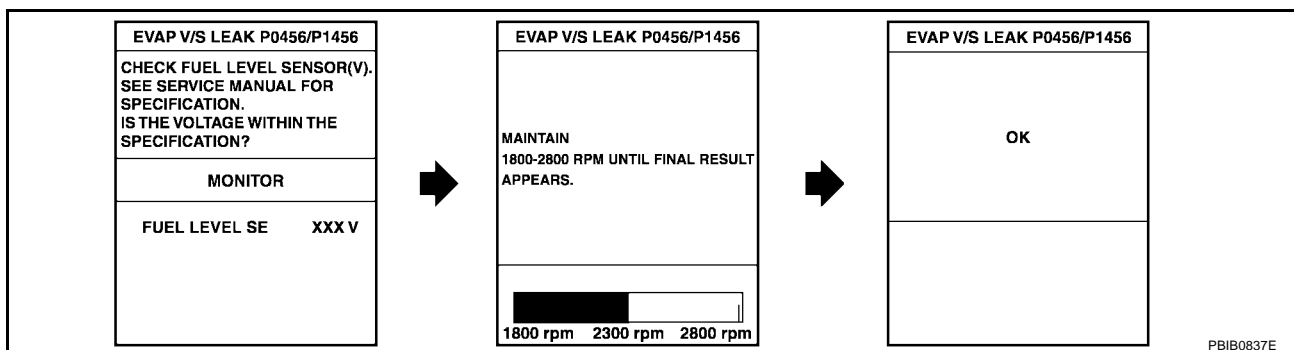 EVAP V/S LEAK P0456/P1456
CHECK FUEL LEVEL SENSOR(V).
SEE SERVICE MANUAL FOR
SPECIFICATION.
IS THE VOLTAGE WITHIN THE
SPECIFICATION?
MONITOR
FUEL LEVEL SE XXX V
EVAP V/S LEAK P0456/P1456
MAINTAIN
1800-2800 RPM UNTIL FINAL RESULT
APPEARS.
1800 rpm 2300 rpm 2800 rpm
EVAP V/S LEAK P0456/P1456
OK
PBIB0837E